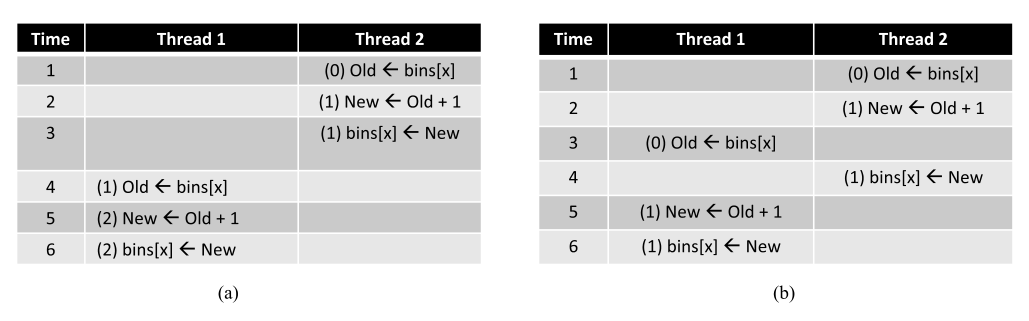 Time Thread 1 Thread 2
1 (0) Old ← bins[x]
2 (1) New ← Old + 1
3 (1) bins[x] ← New
4 (1) Old ← bins[x]
5 (2) New ← Old + 1
6 (2) bins[x] ← New
(a)
Time Thread 1 Thread 2
1 (0) Old ← bins[x]
2 (1) New ← Old + 1
3 (0) Old ← bins[x]
4 (1) bins[x] ← New
5 (1) New ← Old + 1
6 (1) bins[x] ← New
(b)